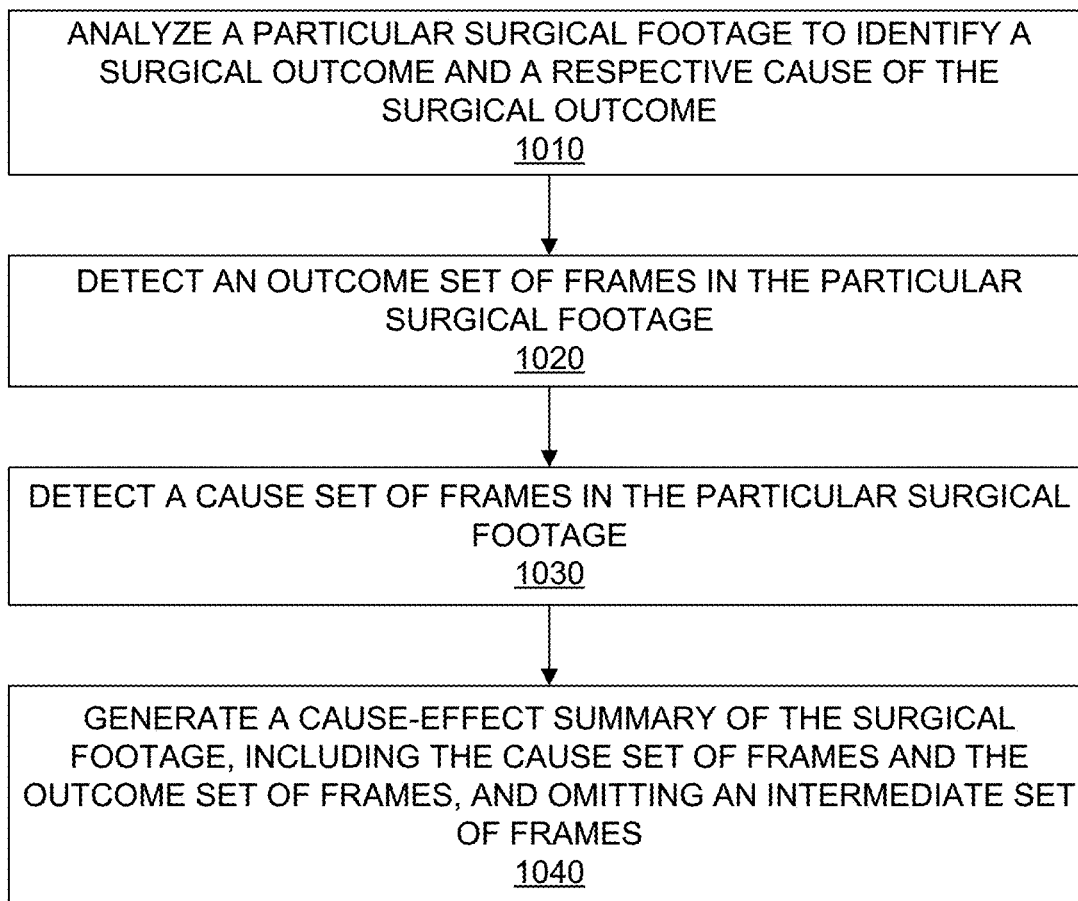 ANALYZE A PARTICULAR SURGICAL FOOTAGE TO IDENTIFY A
SURGICAL OUTCOME AND A RESPECTIVE CAUSE OF THE
SURGICAL OUTCOME
1010
DETECT AN OUTCOME SET OF FRAMES IN THE PARTICULAR
SURGICAL FOOTAGE
1020
DETECT A CAUSE SET OF FRAMES IN THE PARTICULAR SURGICAL
FOOTAGE
1030
GENERATE A CAUSE-EFFECT SUMMARY OF THE SURGICAL
FOOTAGE, INCLUDING THE CAUSE SET OF FRAMES AND THE
OUTCOME SET OF FRAMES, AND OMITTING AN INTERMEDIATE SET
OF FRAMES
1040